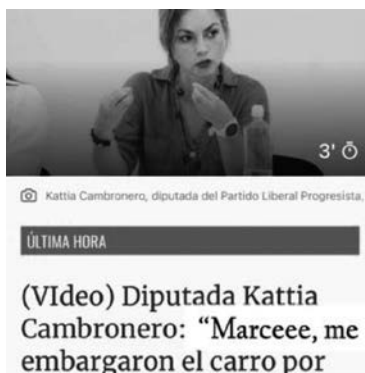 3'
Kattia Cambronero, diputada del Partido Liberal Progresista,
ÚLTIMA HORA
(VIdeo) Diputada Kattia
Cambronero: “Marceee, me
embargaron el carro por